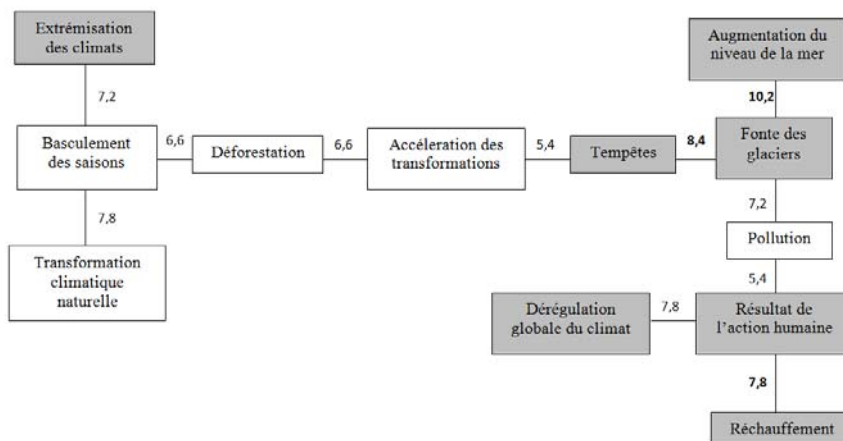 Extrémisation
des climats
Augmentation du
niveau de la mer
7,2
10,2
Basculement
des saisons
6,6
Déforestation
6,6
Accélération des
transformations
5,4
Tempêtes
8,4
Fonte des
glaciers
7,8
7,2
Transformation
climatique
naturelle
Pollution
5,4
Dérégulation
globale du climat
7,8
Résultat de
l'action humaine
7,8
Réchauffement